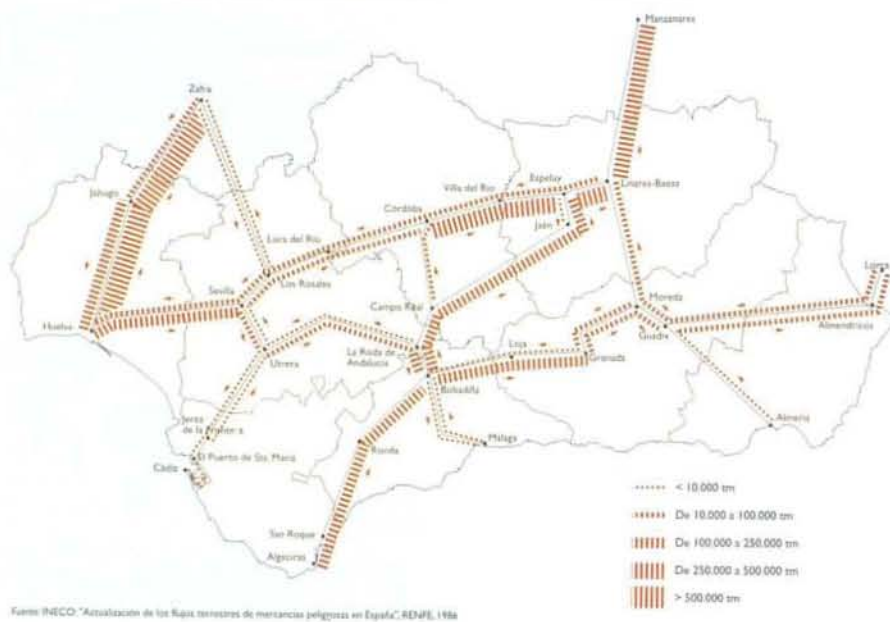 Manzanares
Zafra
Jabugo
Huelva
Sevilla
Lora del Río
Los Rosales
Córdoba
Villa del Río
Espeluy
Linares-Baeza
Jaén
Campo Real
Utrera
La Roda de
Andalucía
Bobadilla
Loja
Granada
Moreda
Guadix
Lorca
Almendricos
Almería
Málaga
Ronda
Jerez
de la Frontera
El Puerto de Sta. María
Cádiz
San Roque
Algeciras
< 10.000 tm
De 10.000 a 100.000 tm
De 100.000 a 250.000 tm
De 250.000 a 500.000 tm
> 500.000 tm
Fuente: INECO: "Actualización de los flujos terrestres de mercancías peligrosas en España", RENFE, 1986